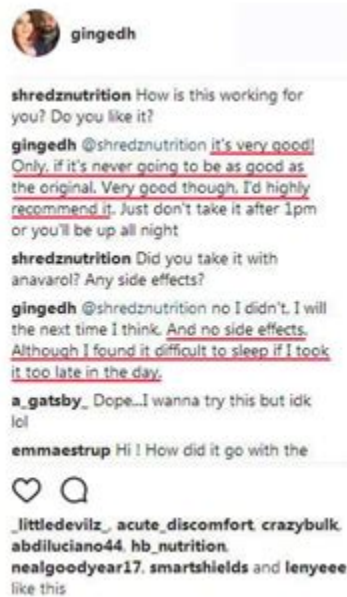 gingedh
shredznutrition How is this working for
you? Do you like it?
gingedh @shredznutrition it's very good!
Only, if it's never going to be as good as
the original. Very good though. I'd highly
recommend it. Just don't take it after 1pm
or you'll be up all night
shredznutrition Did you take it with
anavarol? Any side effects?
gingedh @shredznutrition no I didn't. I will
the next time I think. And no side effects.
Although I found it difficult to sleep if I took
it too late in the day.
a_gatsby_ Dope...I wanna try this but idk
lol
emmaestrup Hi ! How did it go with the
_littledevilz_, acute_discomfort, crazybulk,
abdiluciano44, hb_nutrition,
nealgoodyear17, smartshields and lenyeee
like this